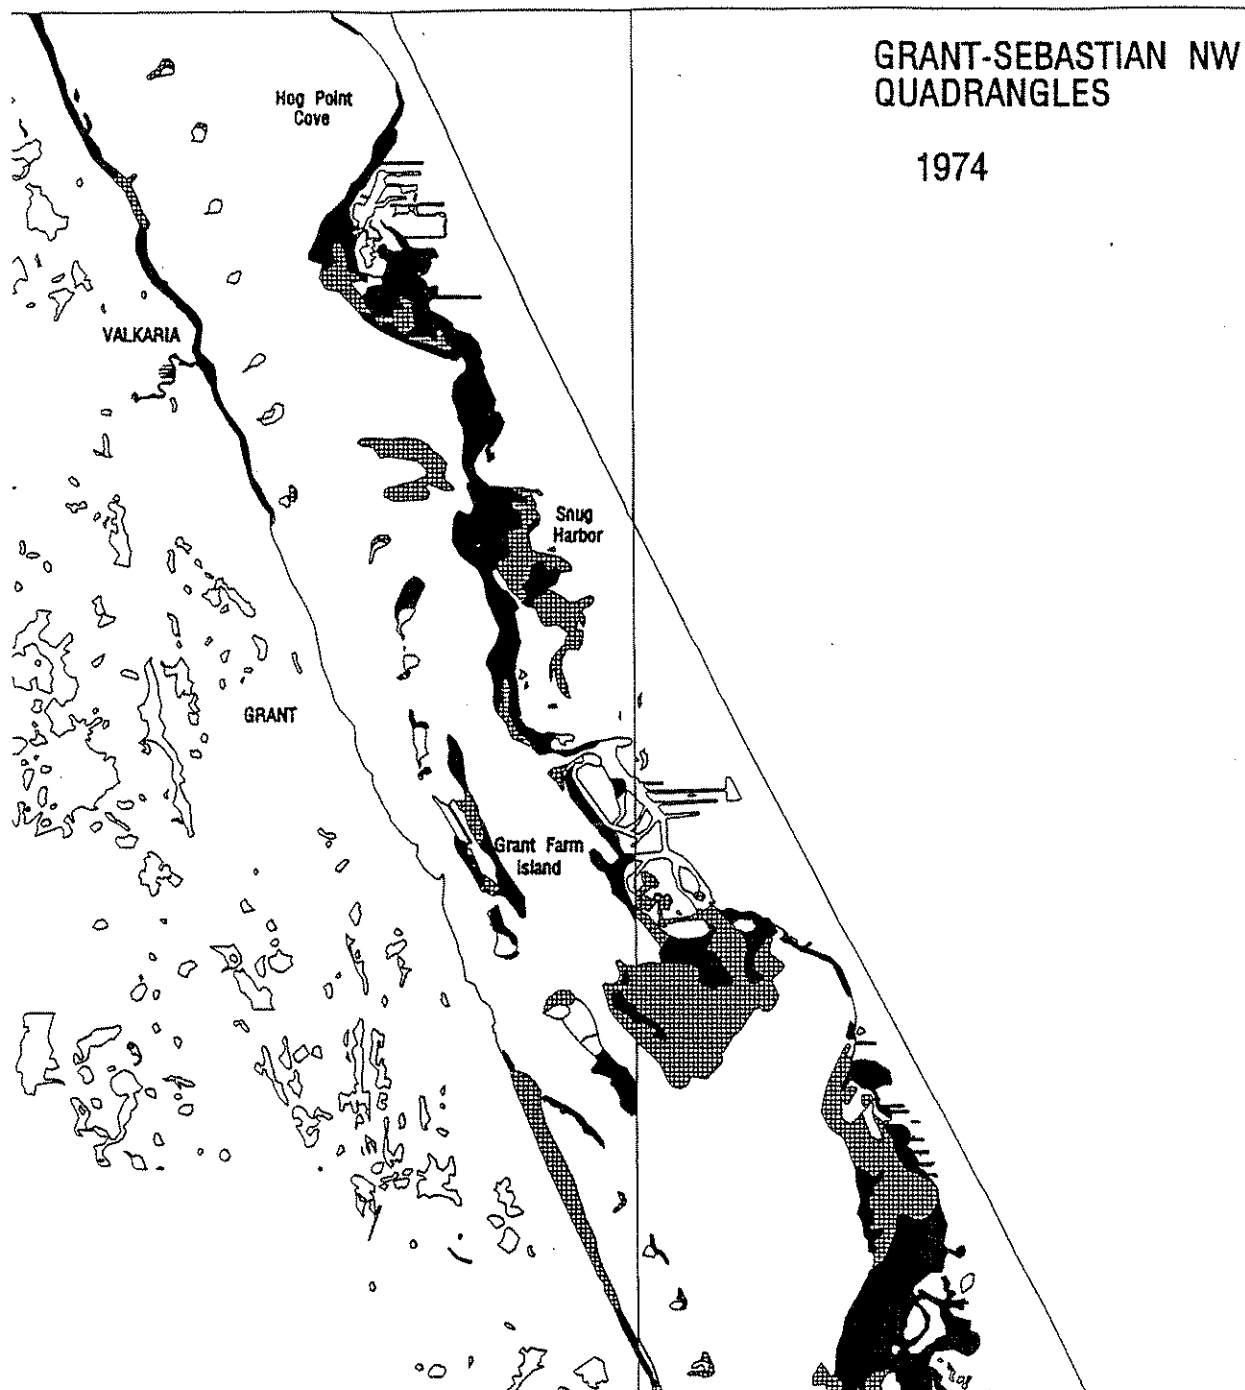 GRANT-SEBASTIAN NW
QUADRANGLES
1974
Hog Point
Cove
VALKARIA
Snug
Harbor
GRANT
Grant Farm
Island